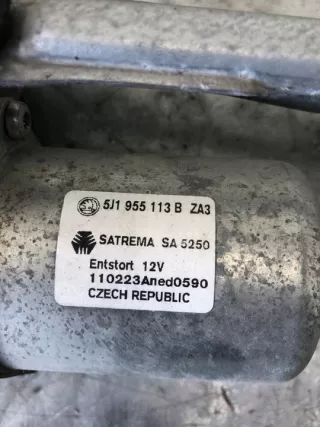 5J1 955 113 B ZA3
SATREMA SA 5250
Entstort 12V
110223Aned0590
CZECH REPUBLIC